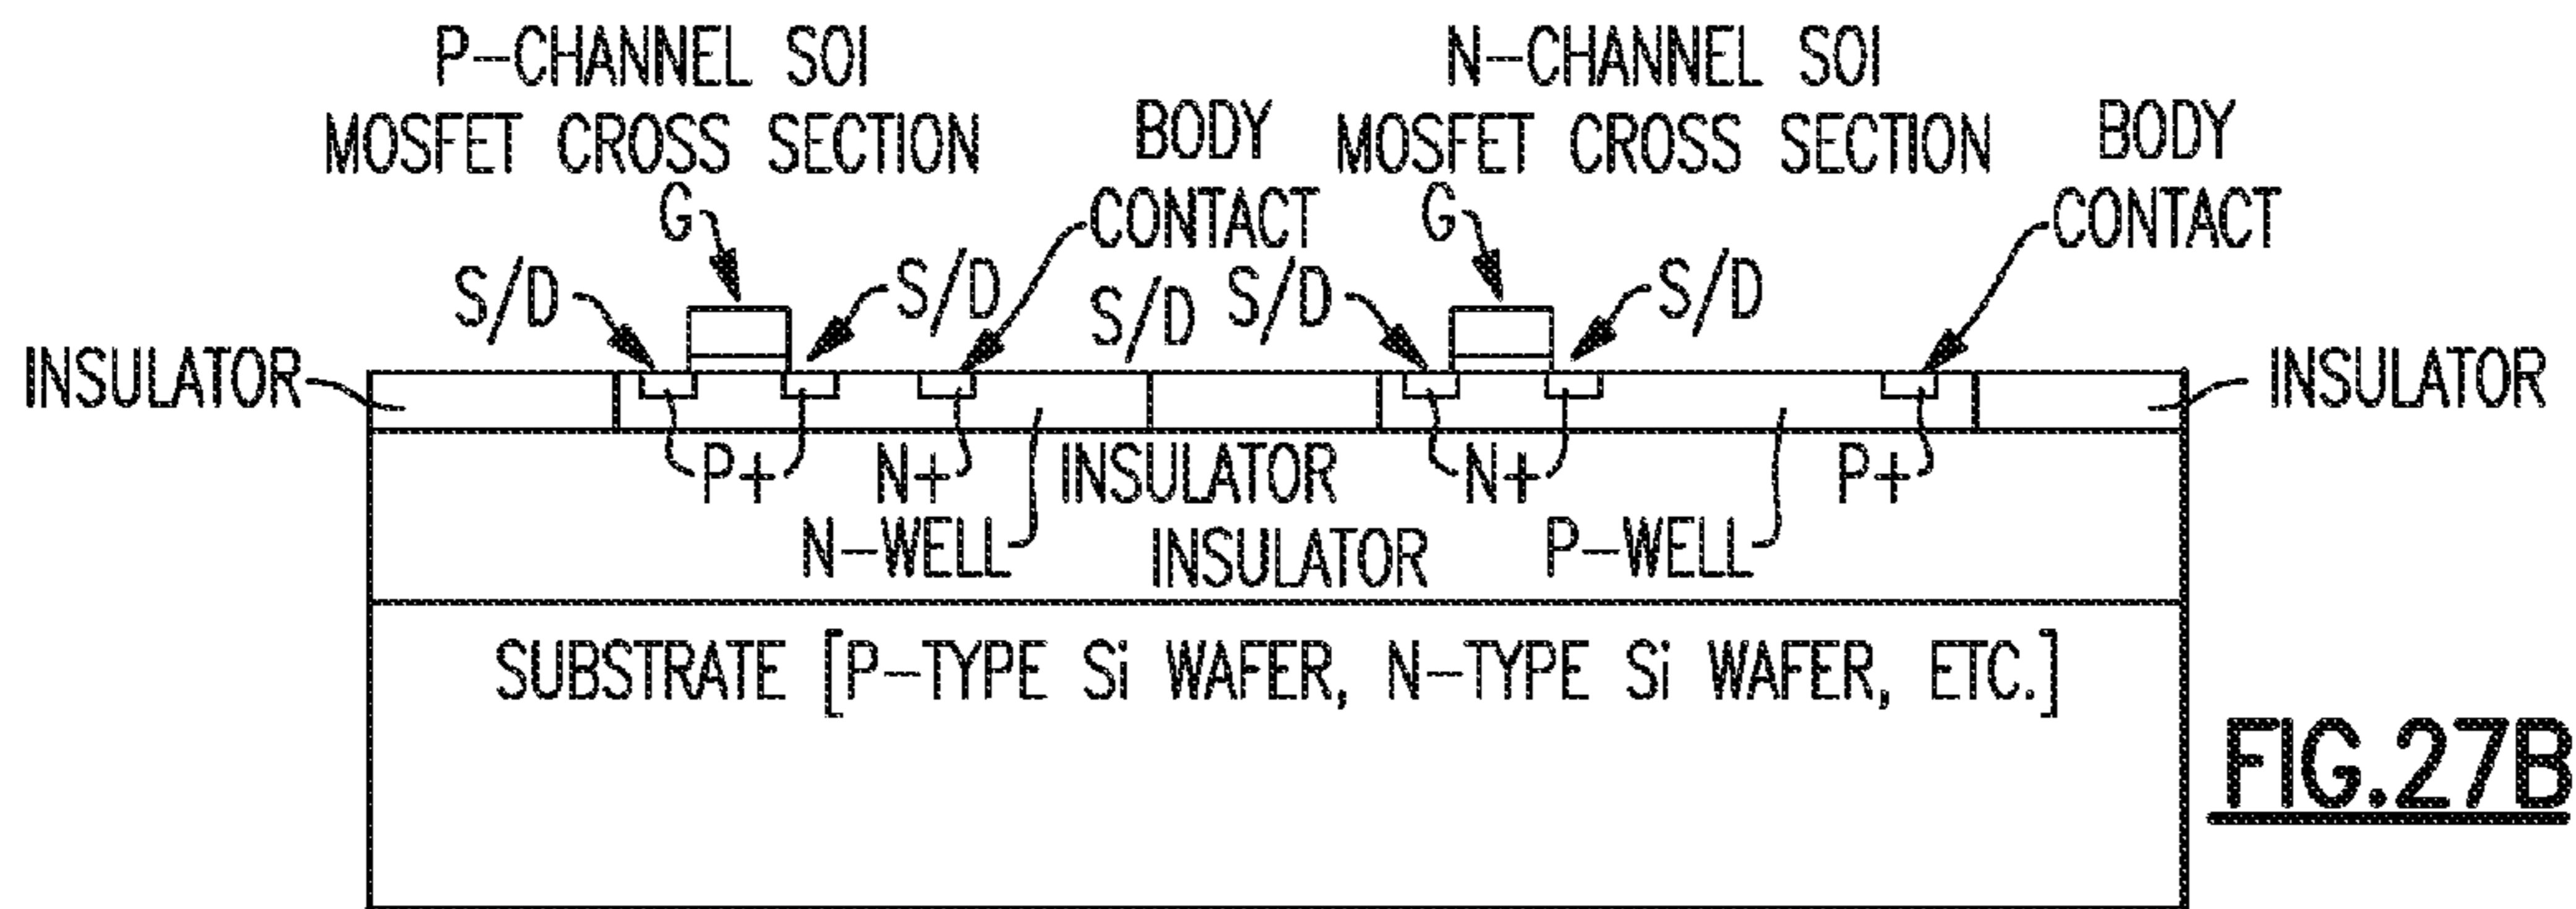 P-CHANNEL SOI
MOSFET CROSS SECTION
N-CHANNEL SOI
MOSFET CROSS SECTION
BODY
CONTACT
BODY
CONTACT
G
G
S/D
S/D
S/D
S/D
S/D
INSULATOR
INSULATOR
P+
N+
INSULATOR
N+
P+
N-WELL
INSULATOR
P-WELL
SUBSTRATE [P-TYPE Si WAFER, N-TYPE Si WAFER, ETC.]
FIG.27B